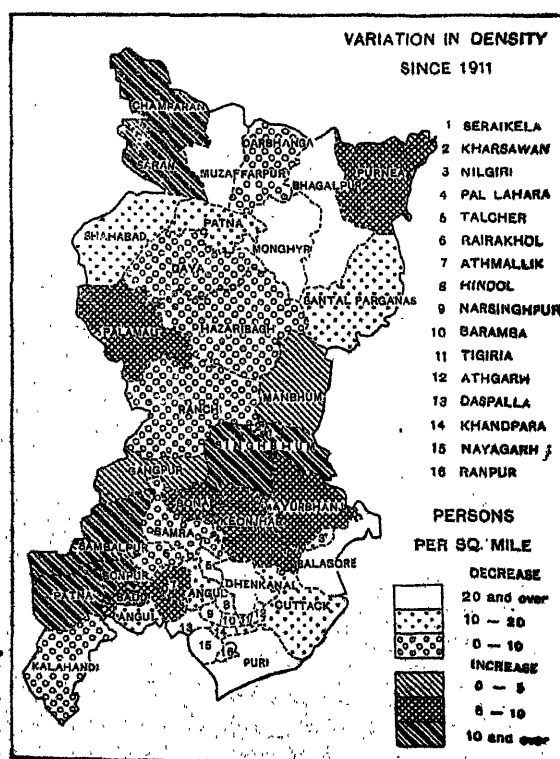 VARIATION IN DENSITY
SINCE 1911
CHAMPARAN
SARAN
MUZAFFARPUR
DARBHANGA
BHAGALPUR
PURNEA
SHAHABAD
PATNA
MONGHYR
GAYA
SANTAL PARGANAS
PALAMAU
HAZARIBAGH
MANBHUM
RANCHI
SINGHBHUM
GANGPUR
BONAI
MAYURBHANJ
KEONJHAR
BAMRA
SAMBALPUR
BALASORE
SONPUR
PATNA
BAUD
ANGUL
ANGUL
DHENKANAL
CUTTACK
KALAHANDI
PURI
1 SERAIKELA
2 KHARSAWAN
3 NILGIRI
4 PAL LAHARA
5 TALCHER
6 RAIRAKHOL
7 ATHMALLIK
8 HINDOL
9 NARSINGHPUR
10 BARAMBA
11 TIGIRIA
12 ATHGARH
13 DASPALLA
14 KHANDPARA
15 NAYAGARH
16 RANPUR
PERSONS
PER SQ. MILE
DECREASE
20 and over
10 — 20
0 — 10
INCREASE
0 — 5
5 — 10
10 and over